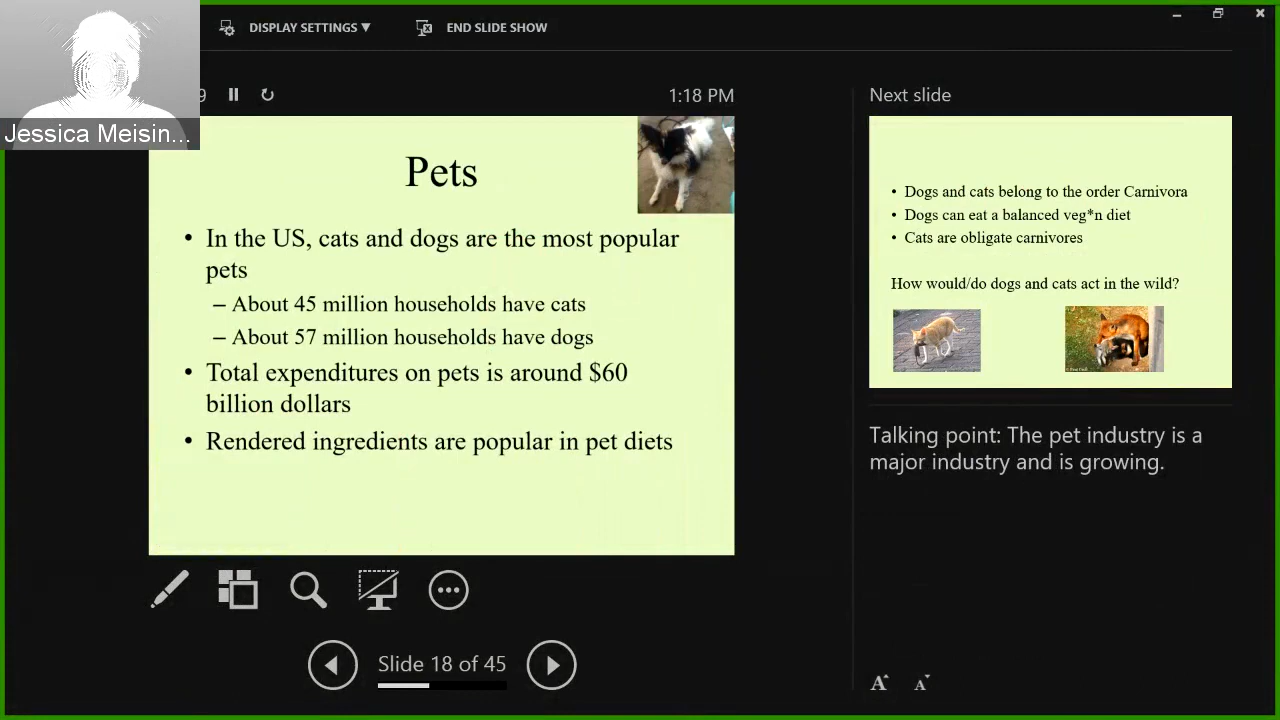 DISPLAY SETTINGS ▼
END SLIDE SHOW
Jessica Meisin...
9
1:18 PM
Pets
• In the US, cats and dogs are the most popular
pets
– About 45 million households have cats
– About 57 million households have dogs
• Total expenditures on pets is around $60
billion dollars
• Rendered ingredients are popular in pet diets
Slide 18 of 45
Next slide
• Dogs and cats belong to the order Carnivora
• Dogs can eat a balanced veg*n diet
• Cats are obligate carnivores
How would/do dogs and cats act in the wild?
Talking point: The pet industry is a
major industry and is growing.
A A